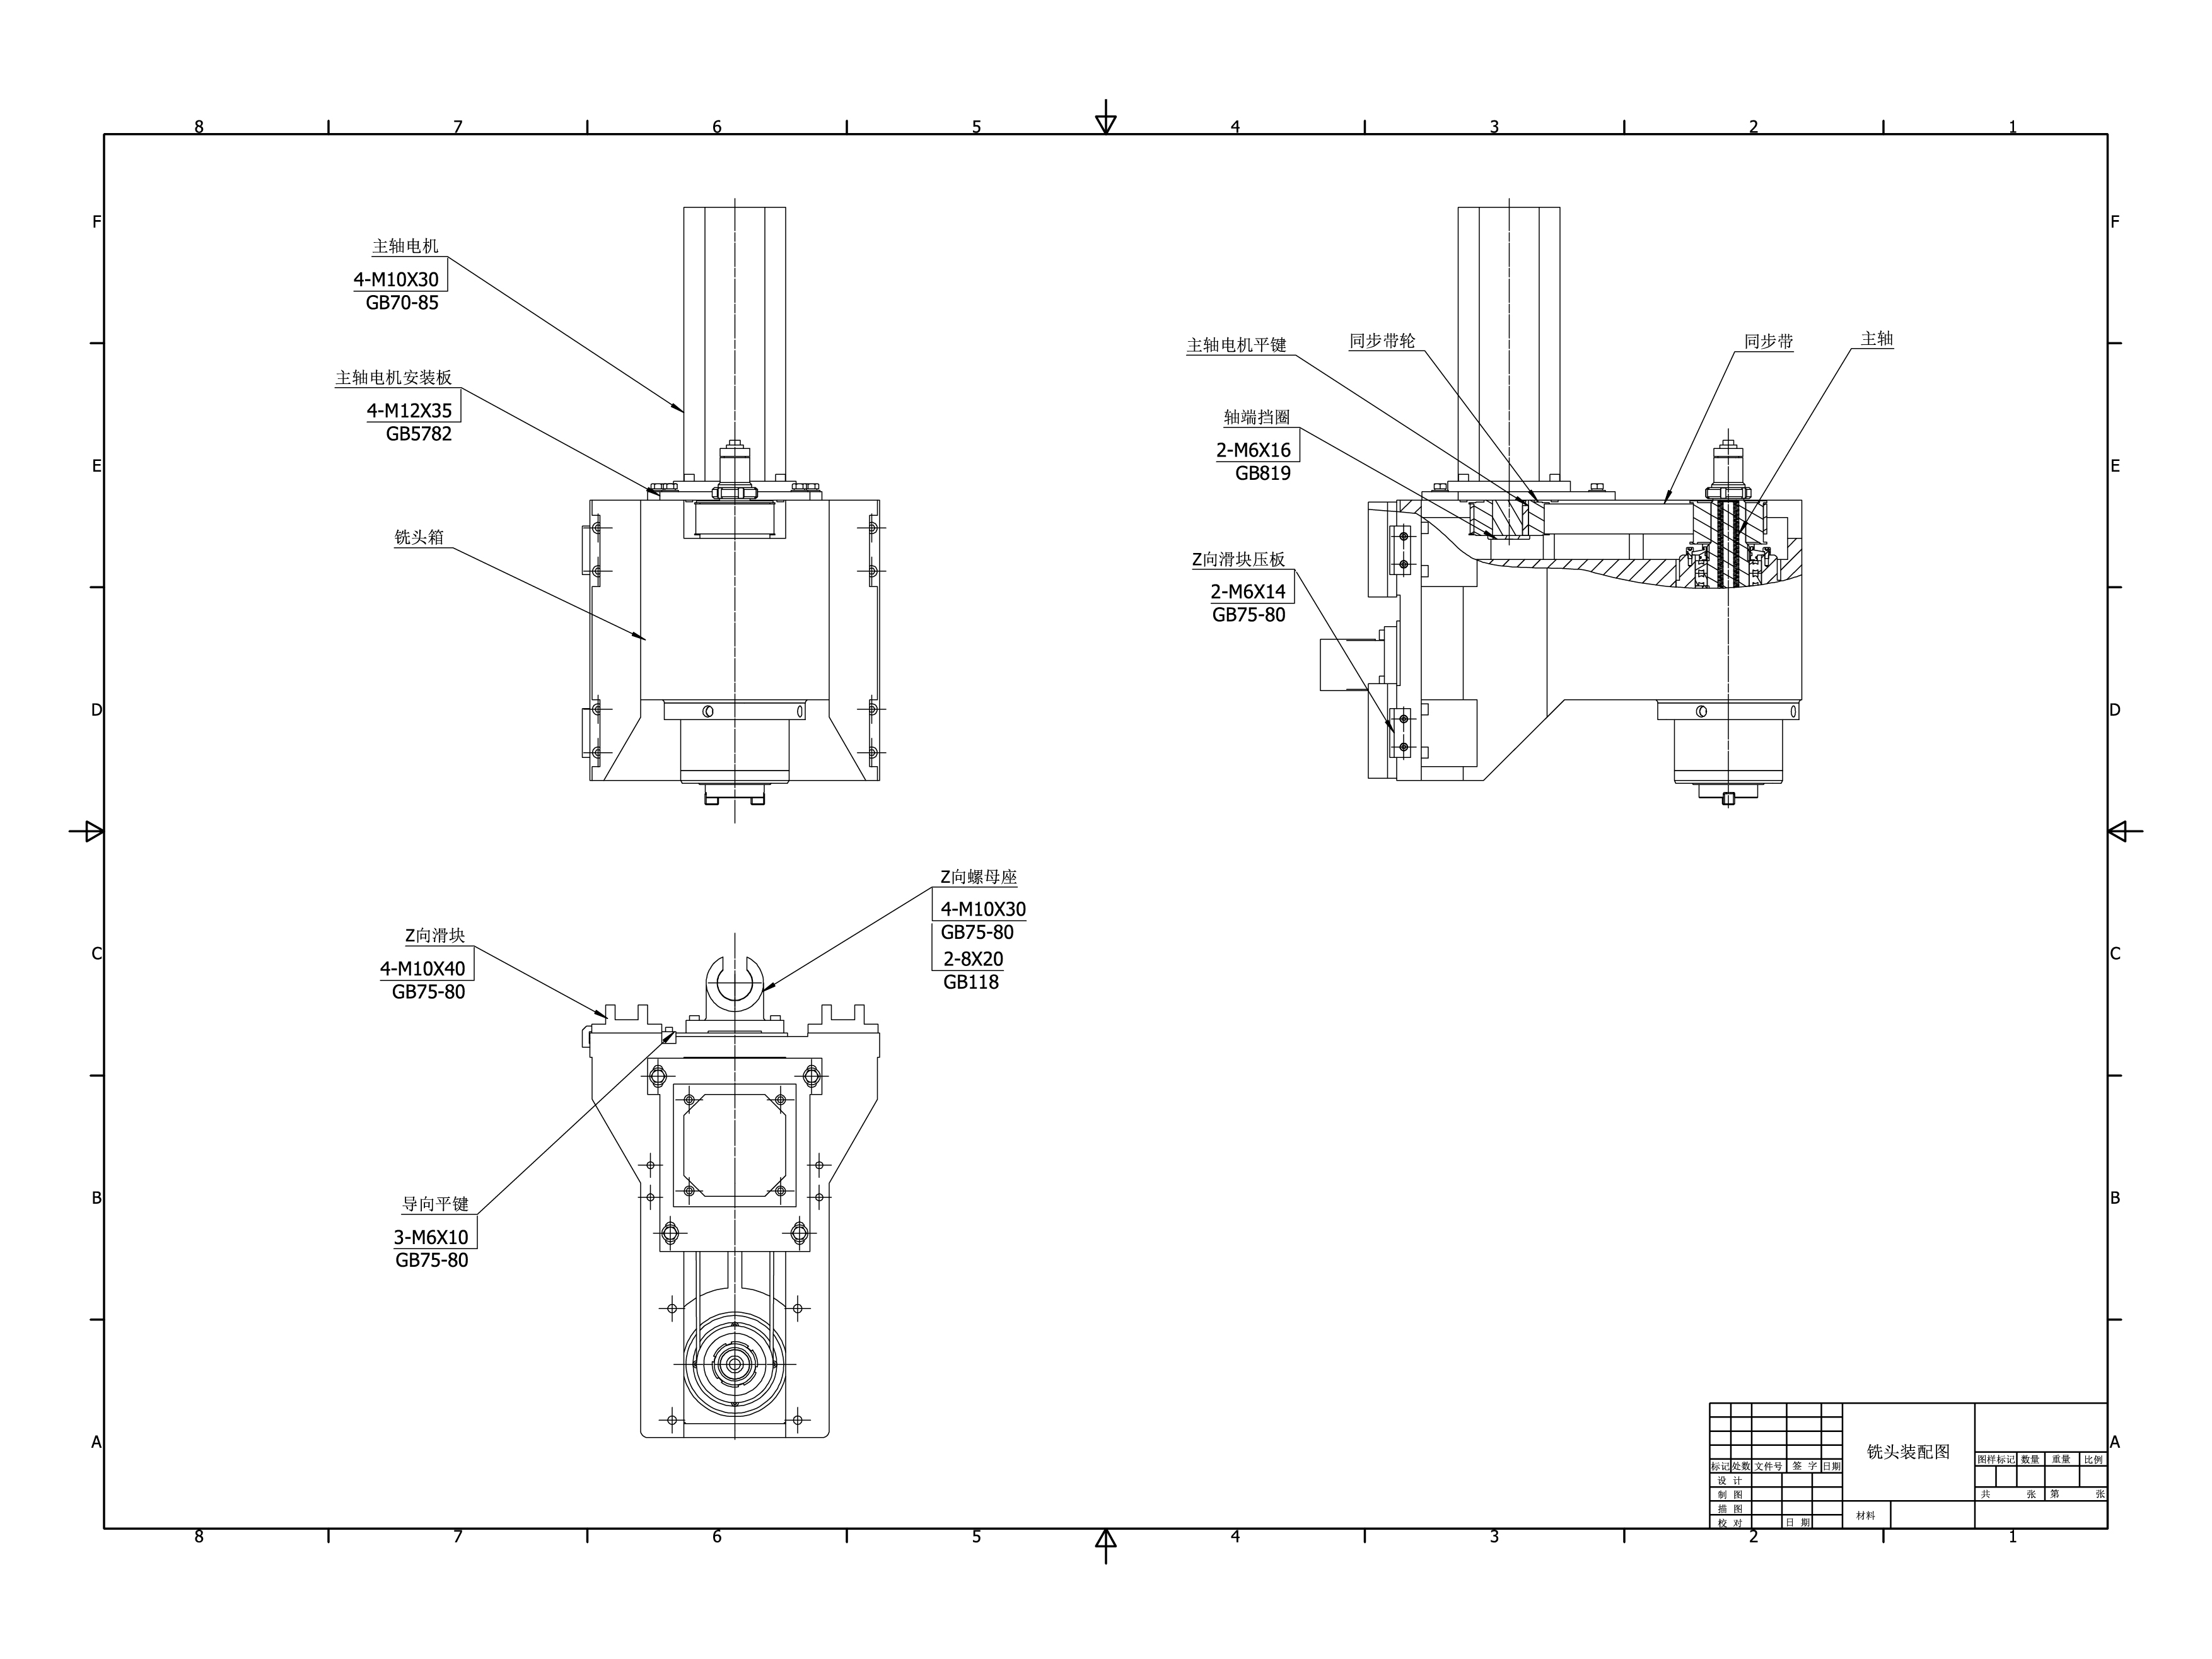 8 7 6 5 4 3 2 1
F
F
主轴电机
4-M10X30
GB70-85
主轴电机安装板
4-M12X35
GB5782
铣头箱
主轴电机平键
同步带轮
同步带
主轴
轴端挡圈
2-M6X16
GB819
Z向滑块压板
2-M6X14
GB75-80
E
E
D
D
Z向螺母座
4-M10X30
GB75-80
2-8X20
GB118
Z向滑块
4-M10X40
GB75-80
C
C
导向平键
3-M6X10
GB75-80
B
B
A
A
标记 处数 文件号 签 字 日期
设 计
制 图
描 图
校 对 日 期
铣头装配图
材料
图样标记 数量 重量 比例
共 张 第 张
8 7 6 5 4 3 2 1